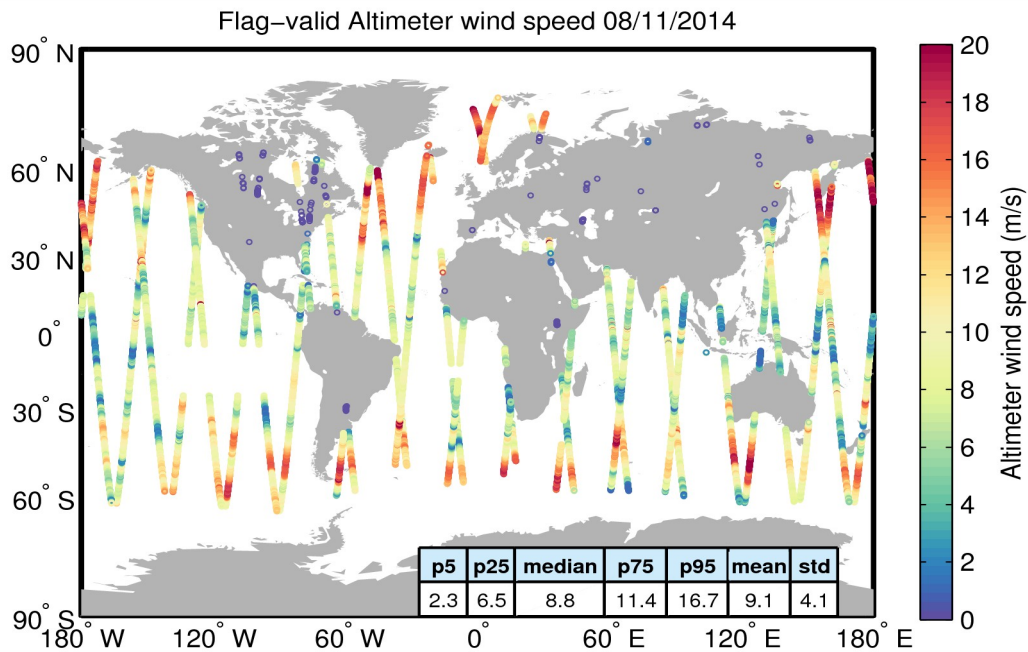 Flag−valid Altimeter wind speed 08/11/2014
90° N
60° N
30° N
0°
30° S
60° S
90° S
180° W
120° W
60° W
0°
60° E
120° E
180° E
p5 p25 median p75 p95 mean std
2.3 6.5 8.8 11.4 16.7 9.1 4.1
20
18
16
14
12
10
8
6
4
2
0
Altimeter wind speed (m/s)